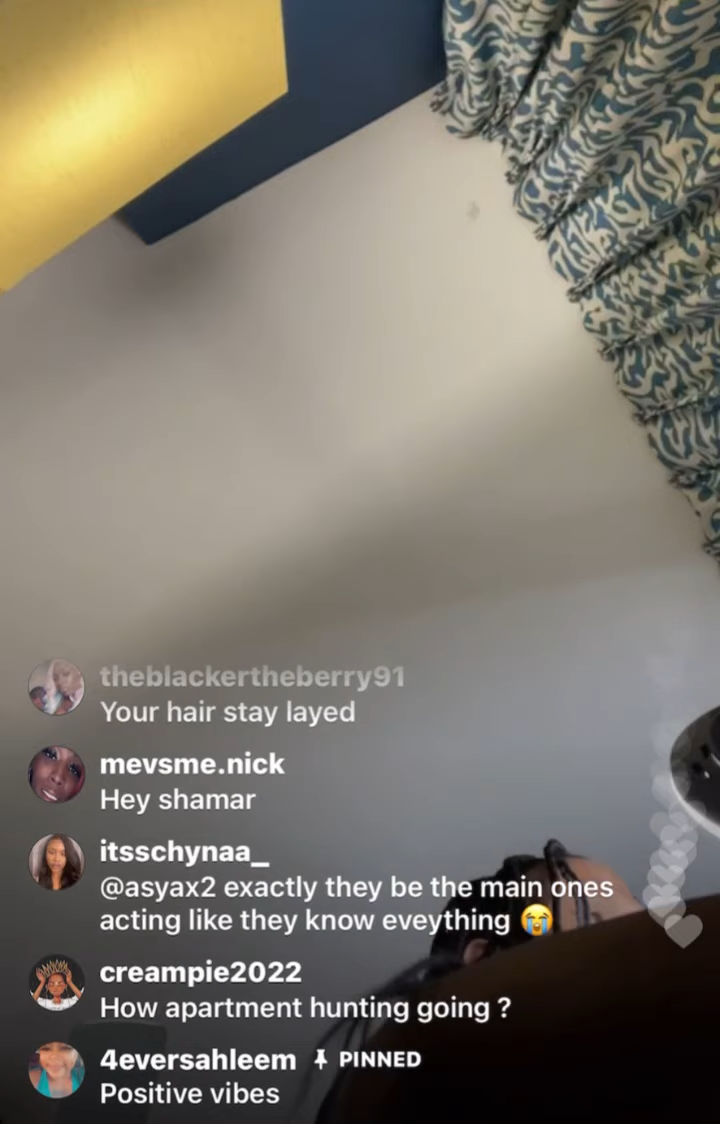 theblackertheberry91
Your hair stay layed
mevsme.nick
Hey shamar
itsschynaa_
@asyax2 exactly they be the main ones
acting like they know eveything 😭
creampie2022
How apartment hunting going ?
4eversahleem PINNED
Positive vibes